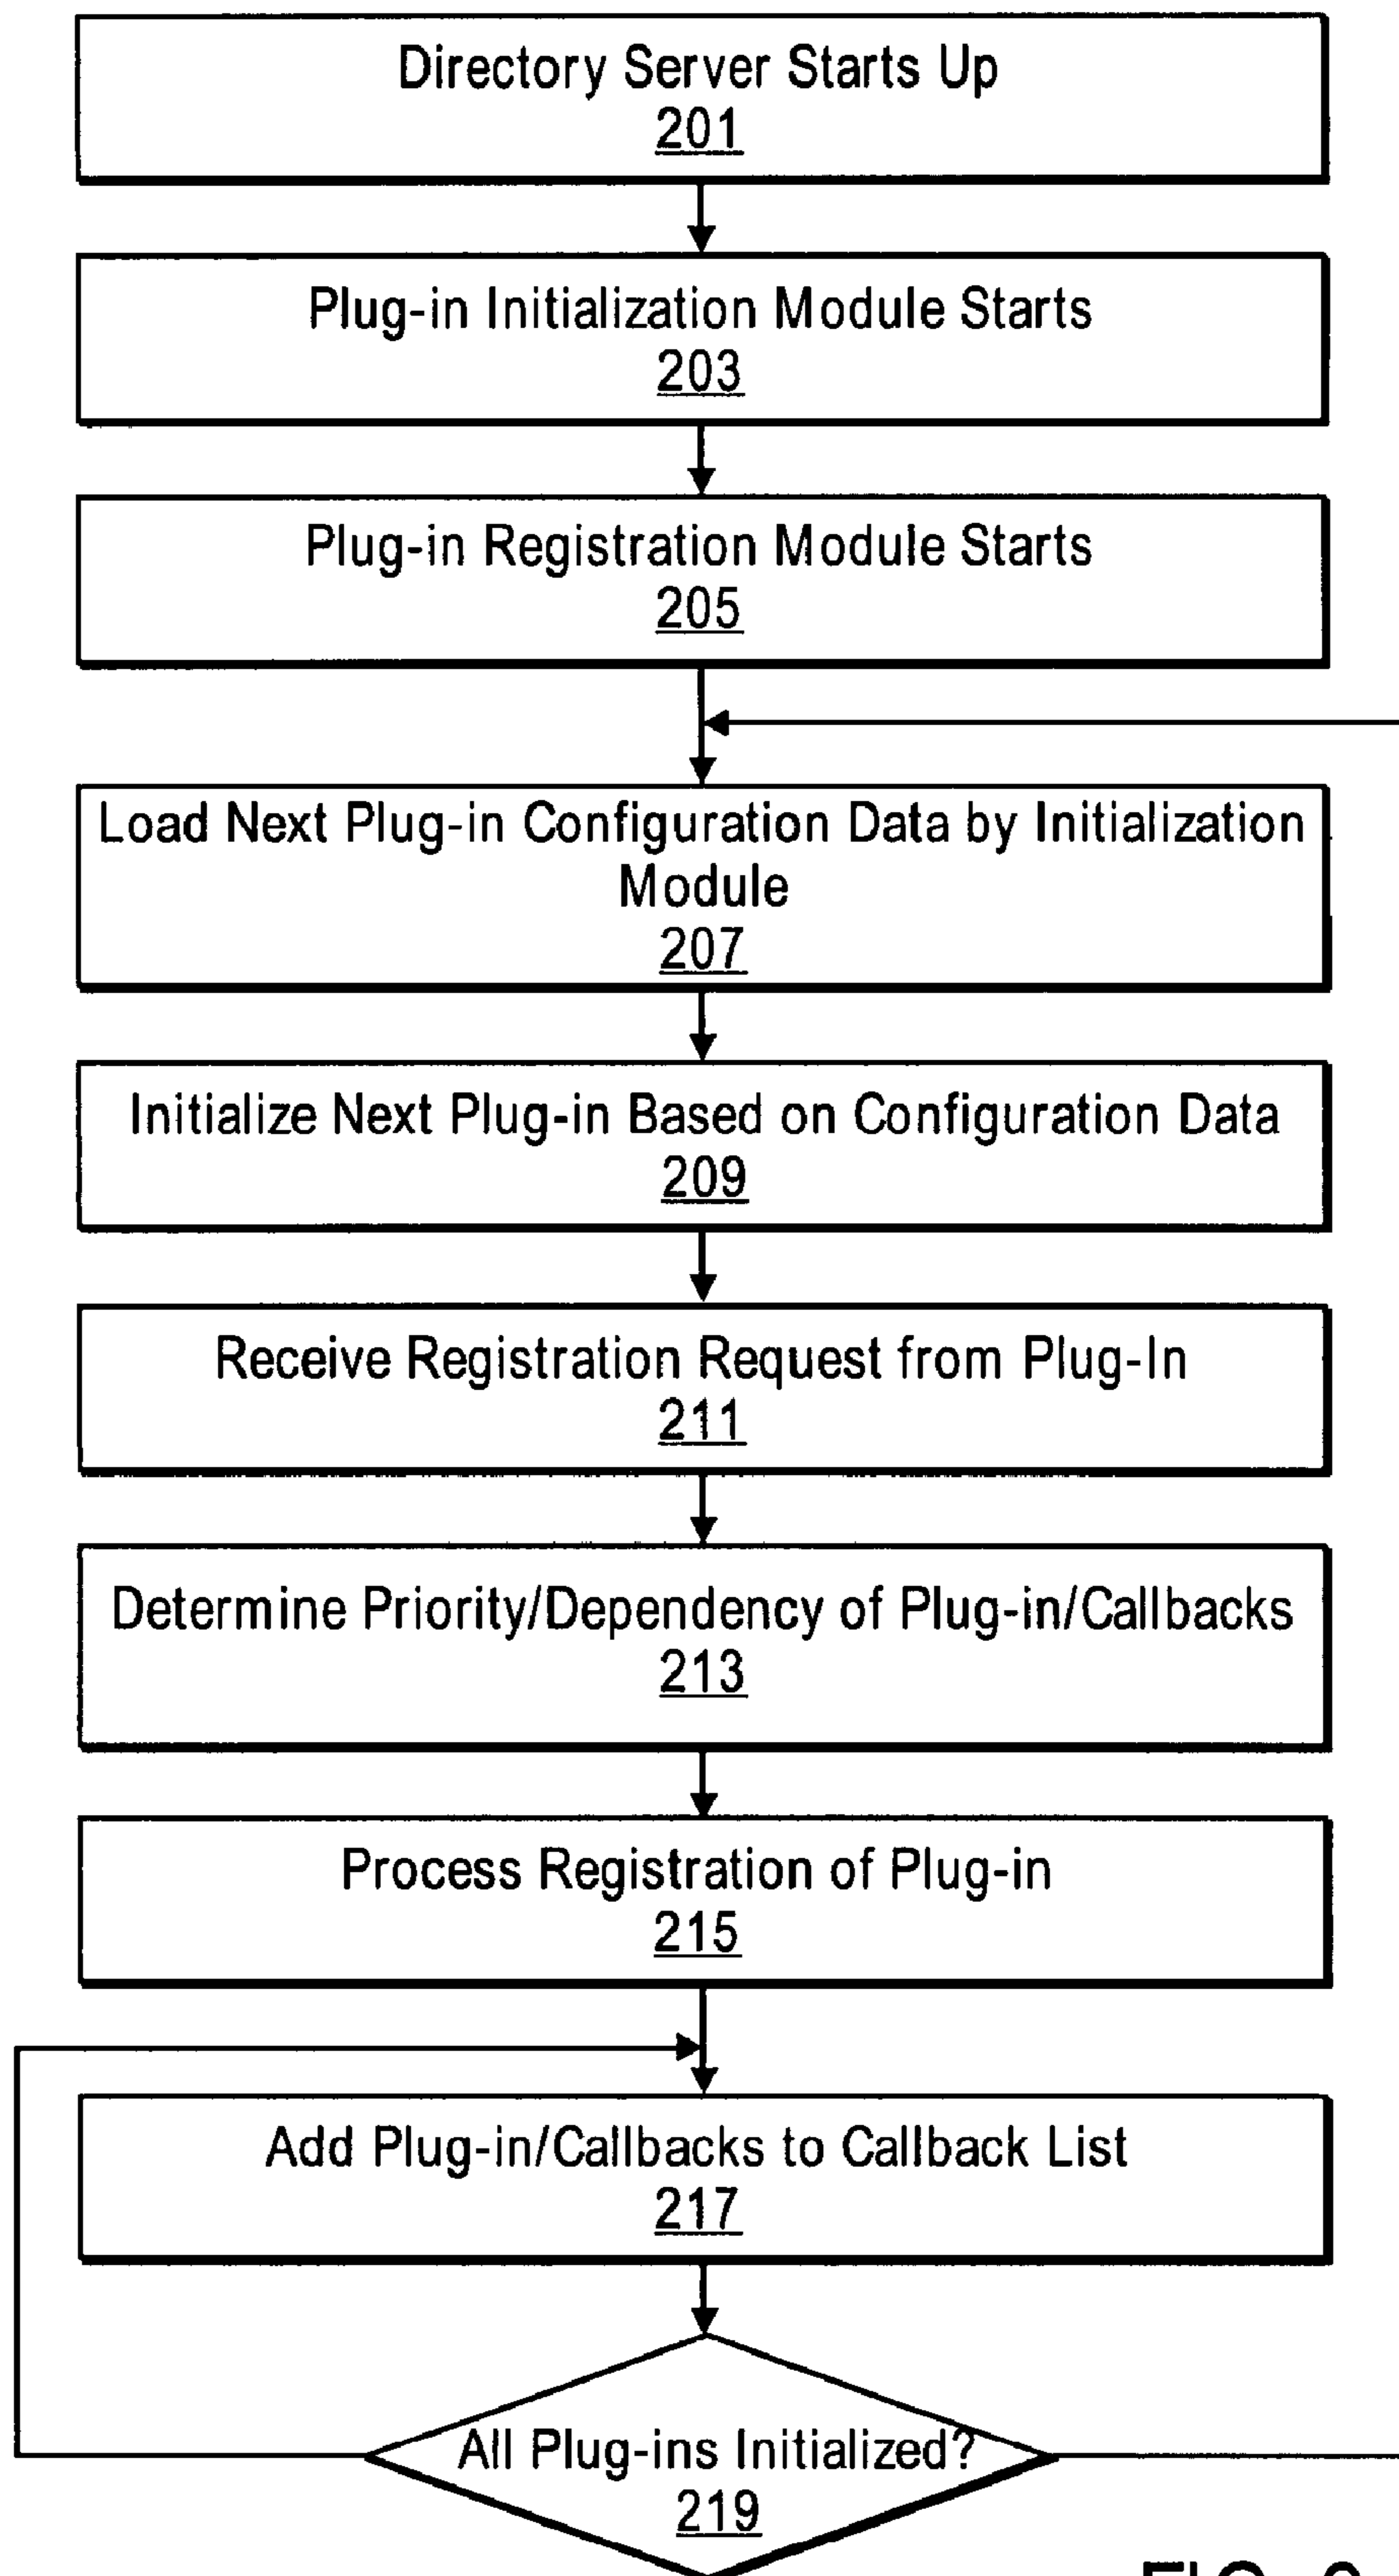 Directory Server Starts Up
201
Plug-in Initialization Module Starts
203
Plug-in Registration Module Starts
205
Load Next Plug-in Configuration Data by Initialization
Module
207
Initialize Next Plug-in Based on Configuration Data
209
Receive Registration Request from Plug-In
211
Determine Priority/Dependency of Plug-in/Callbacks
213
Process Registration of Plug-in
215
Add Plug-in/Callbacks to Callback List
217
All Plug-ins Initialized?
219